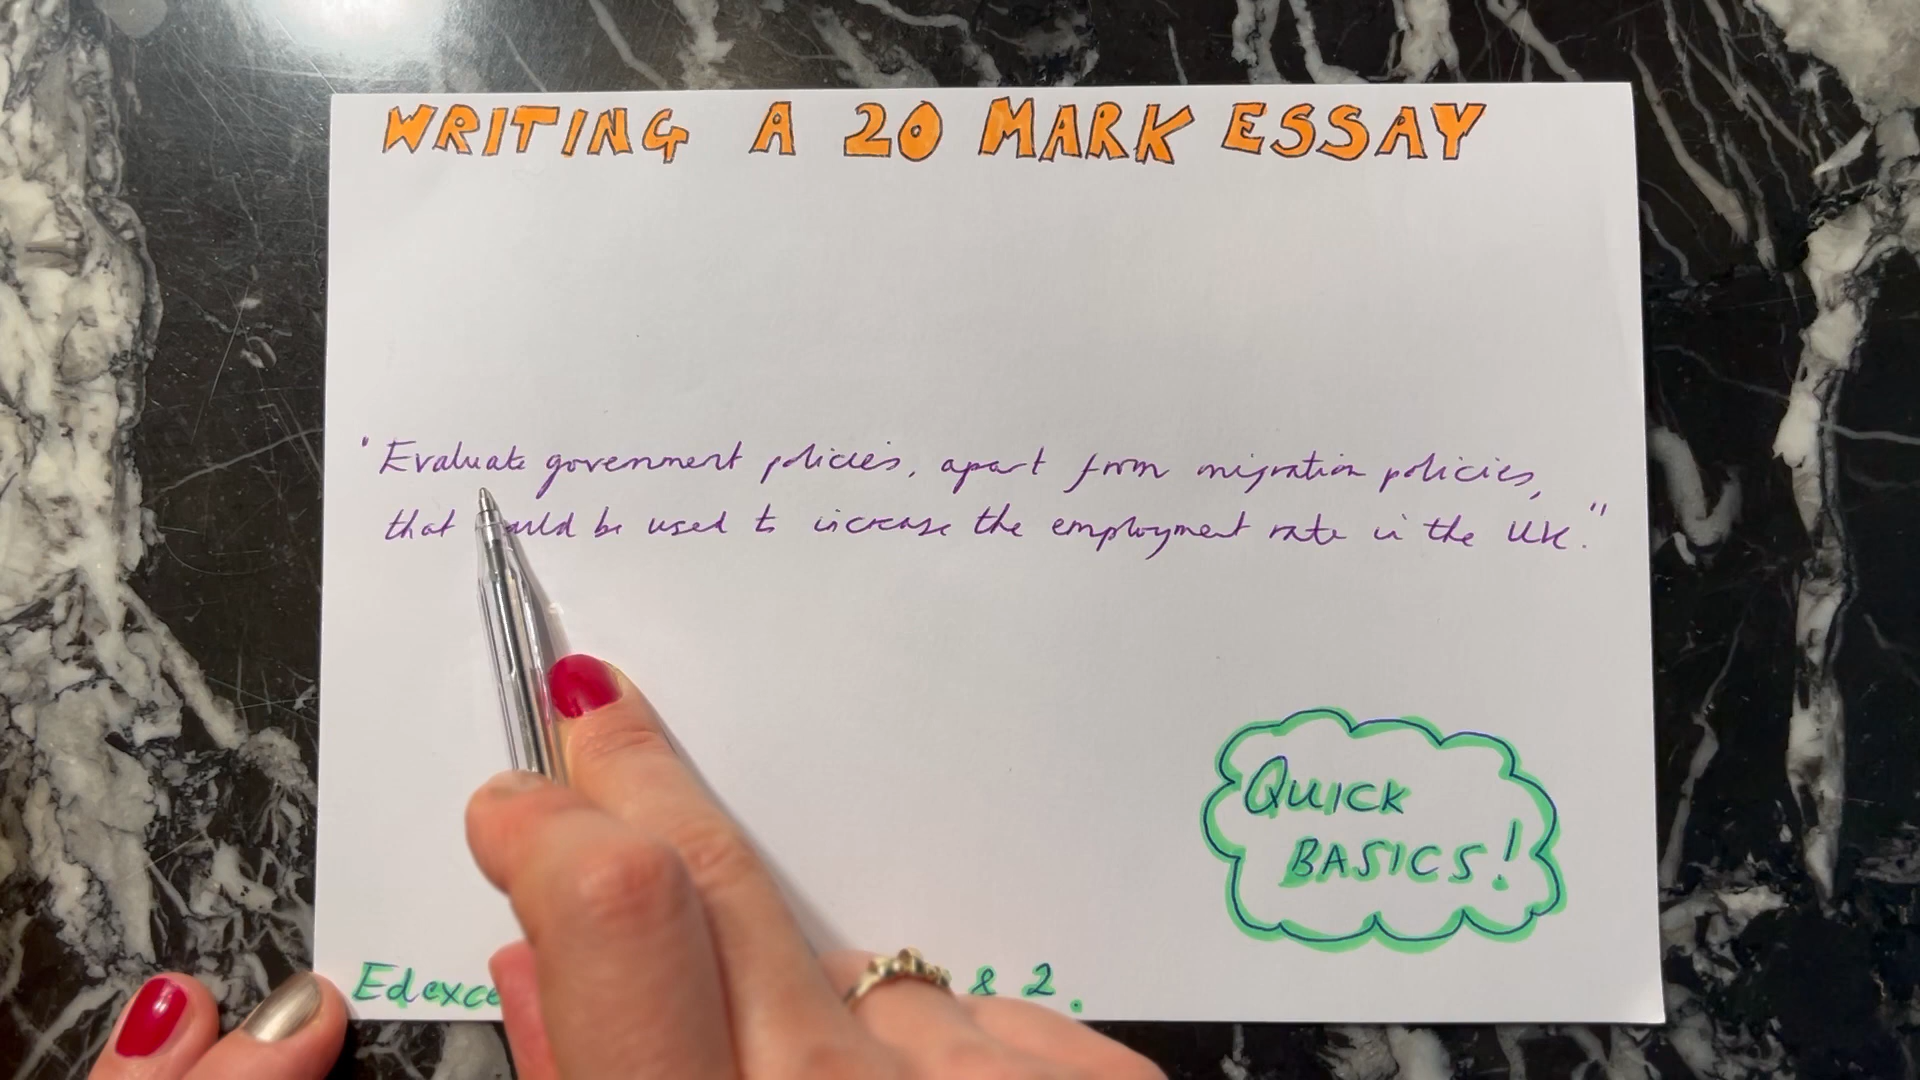 WRITING A 20 MARK ESSAY
"Evaluate government policies, apart from migration policies,
that be used to increase the employment rate in the UK."
QUICK
BASICS!
& 2.